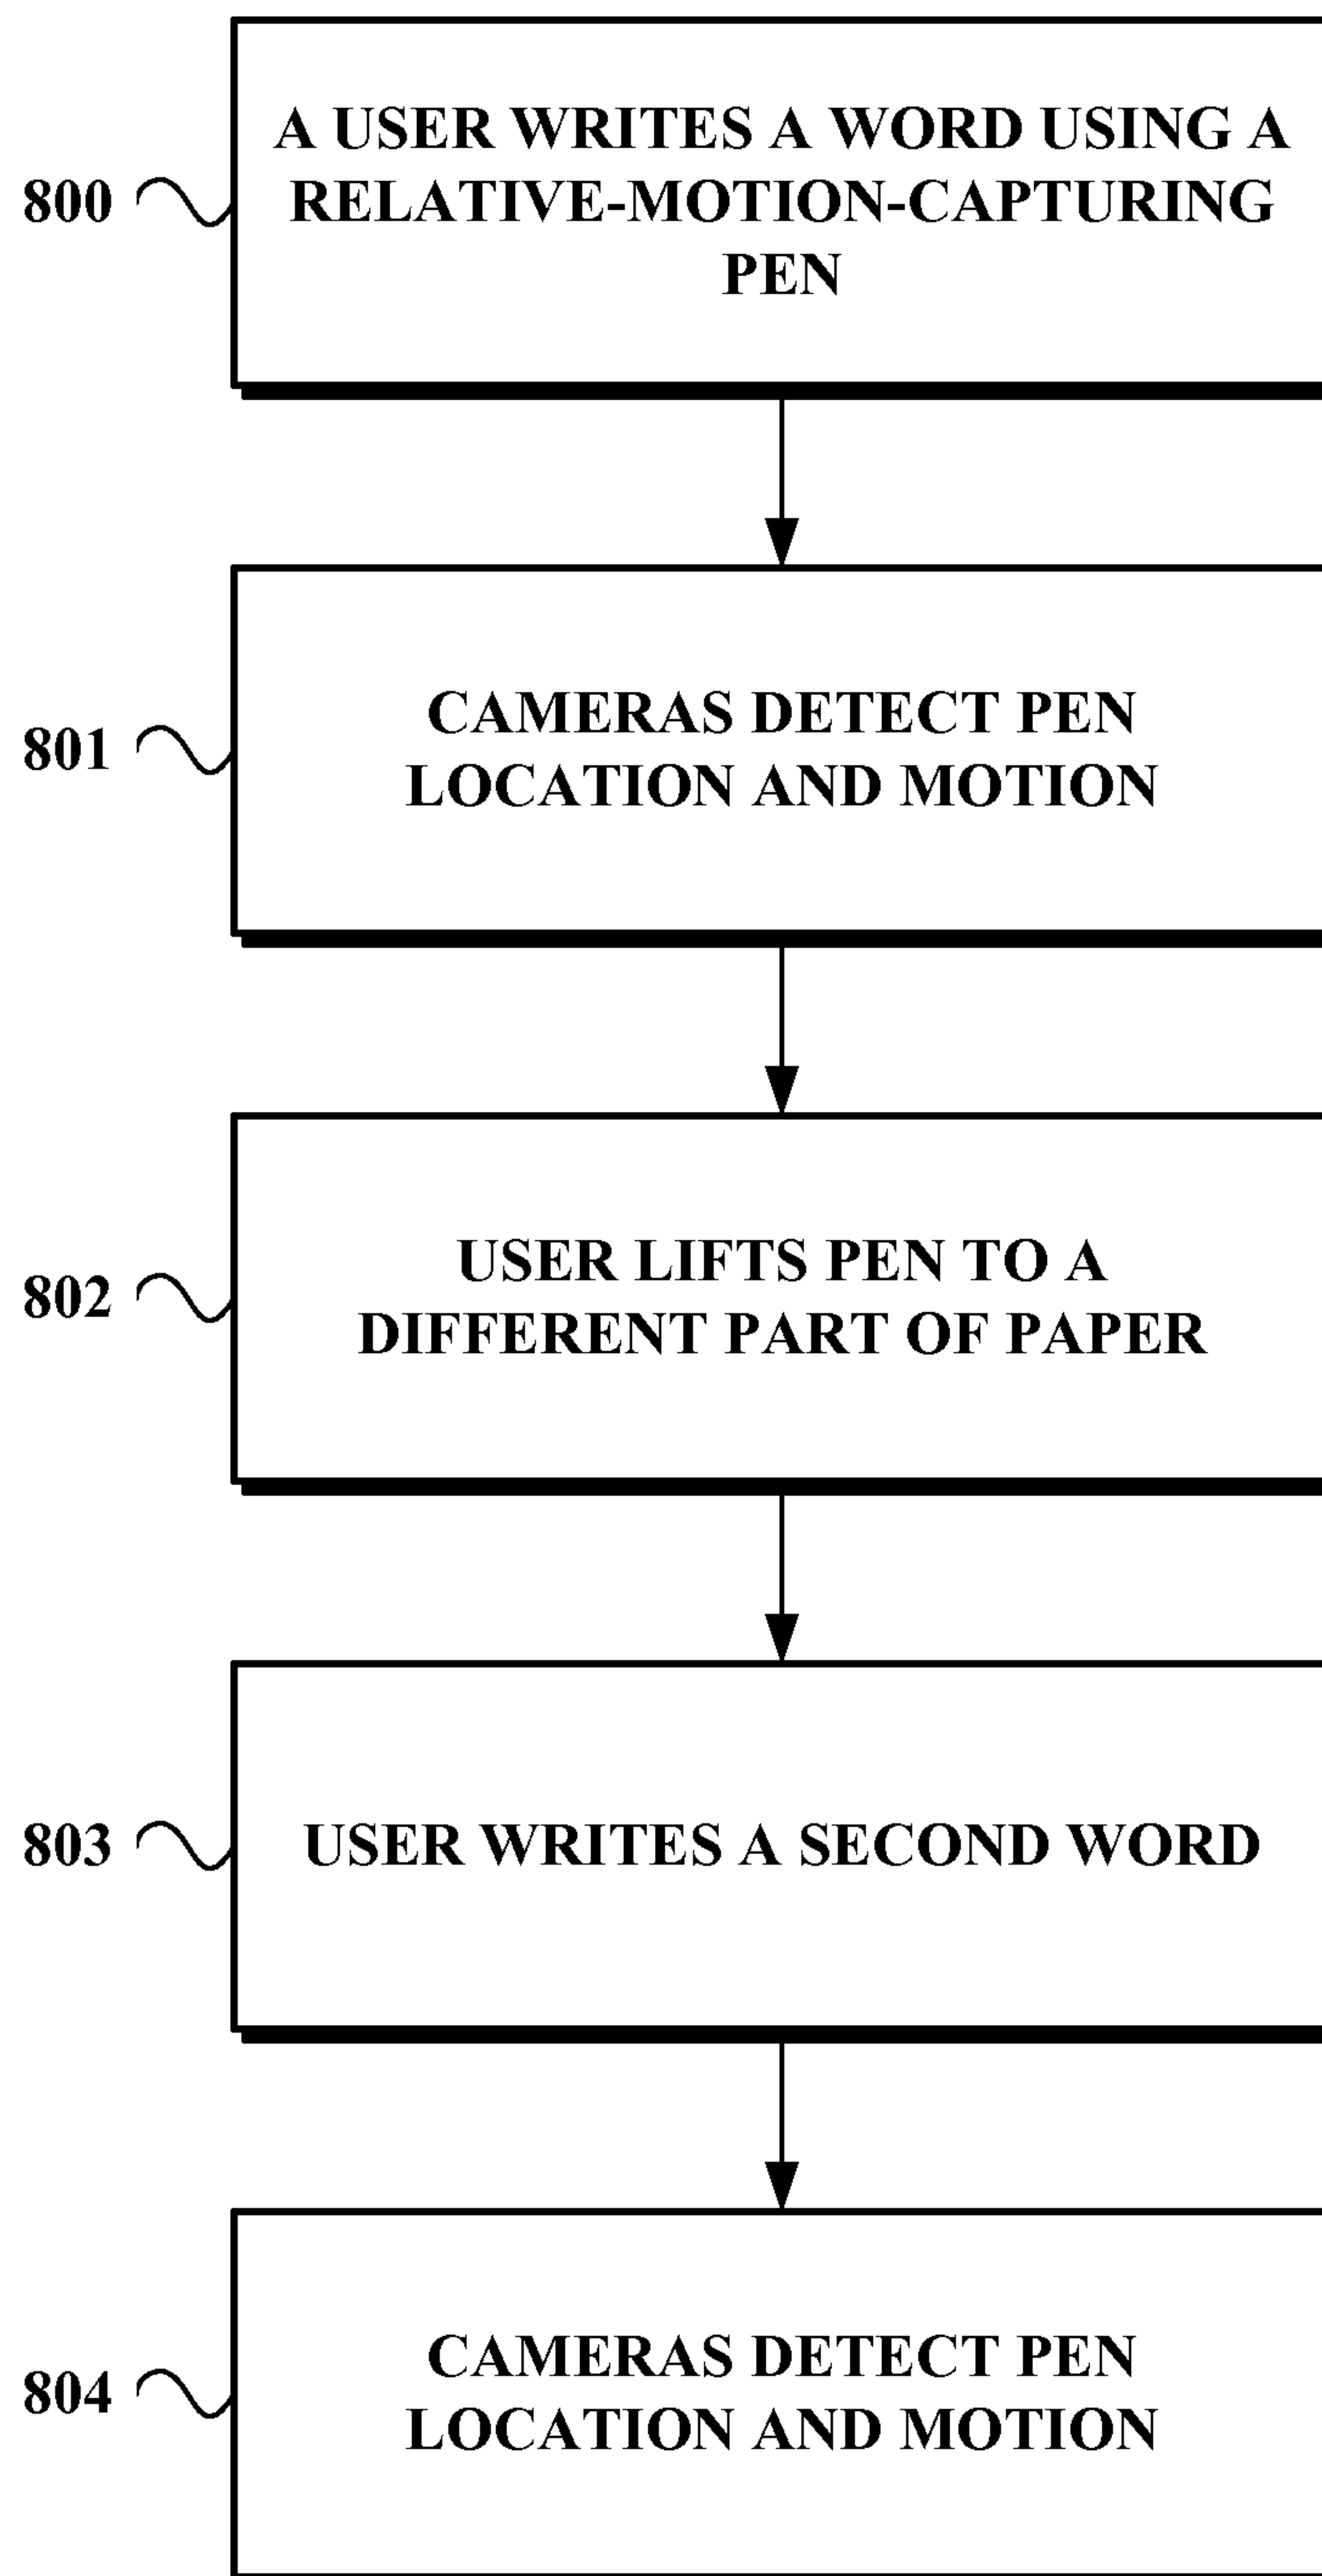 A USER WRITES A WORD USING A
800
RELATIVE-MOTION-CAPTURING
PEN
CAMERAS DETECT PEN
801
LOCATION AND MOTION
USER LIFTS PEN TO A
802
DIFFERENT PART OF PAPER
803
USER WRITES A SECOND WORD
CAMERAS DETECT PEN
804
LOCATION AND MOTION